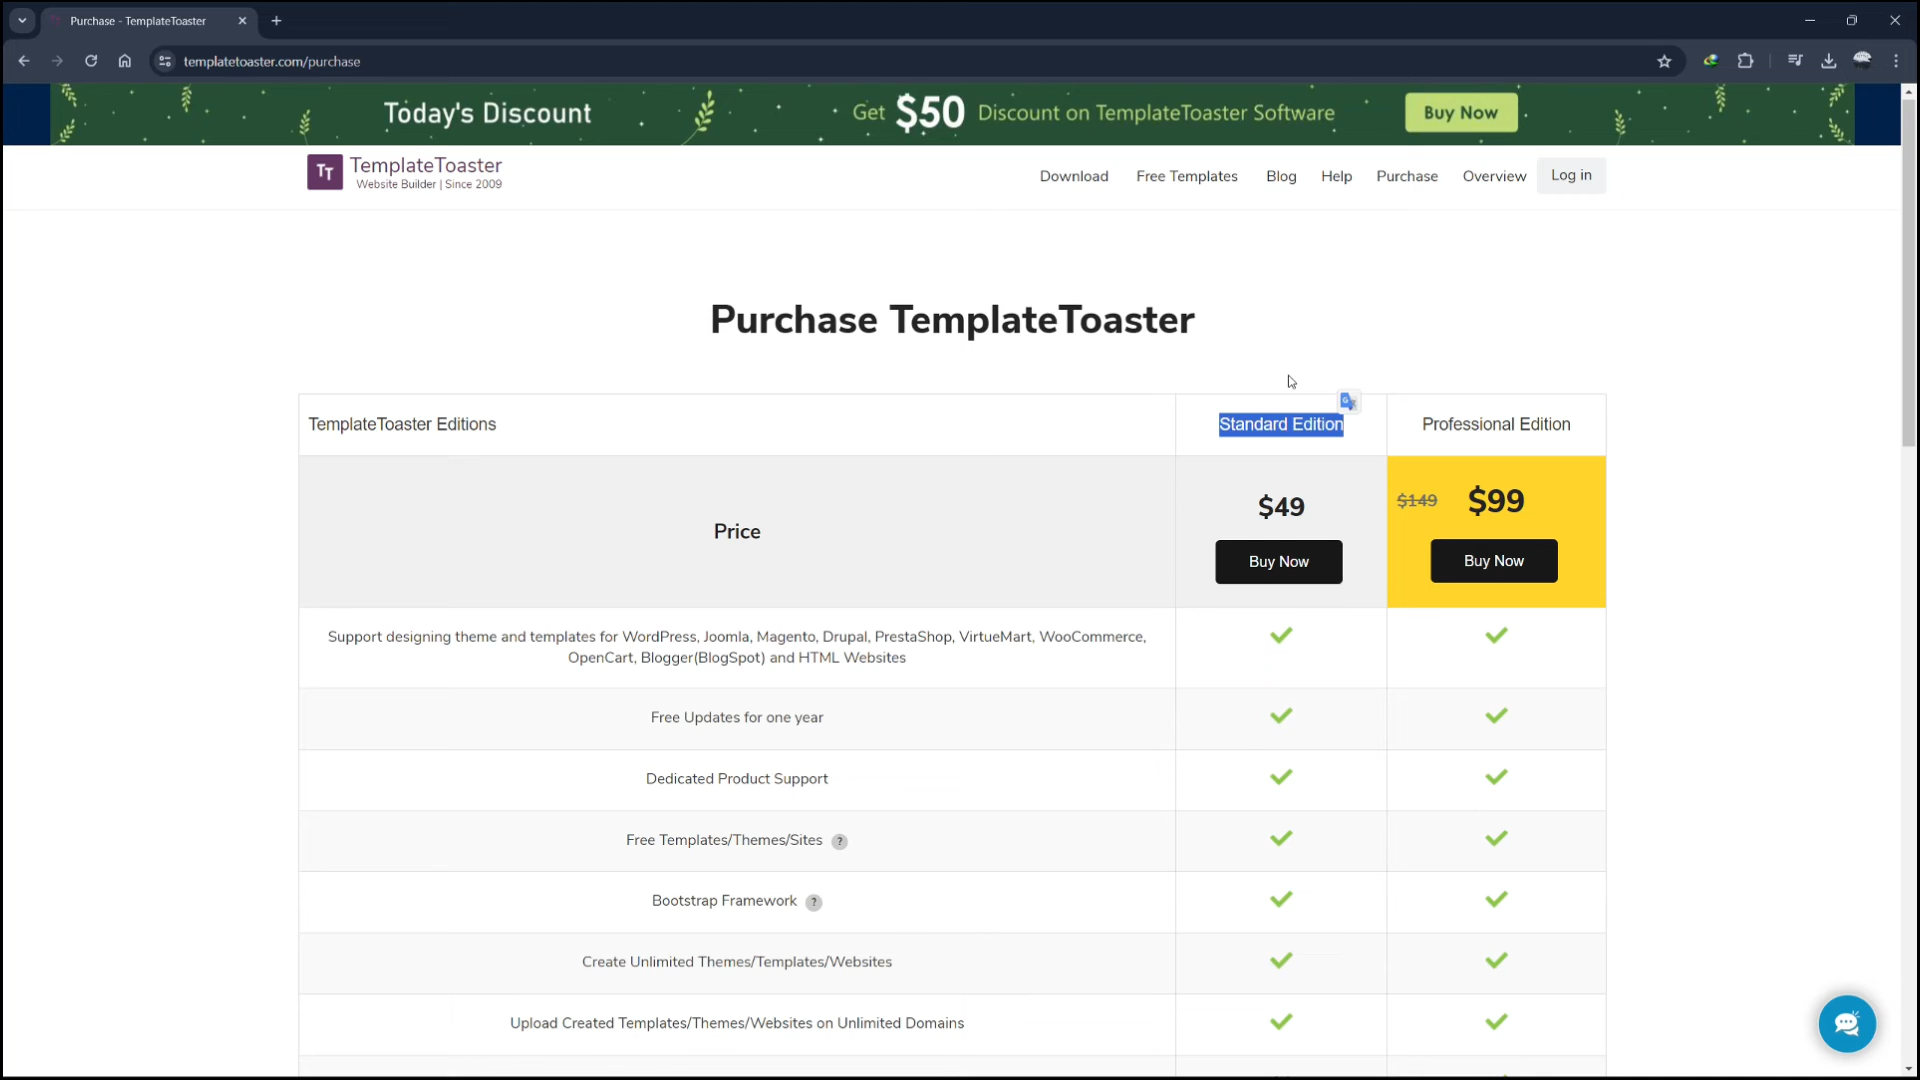 Purchase - TemplateToaster
templatetoaster.com/purchase
Today's Discount
Get $50 Discount on TemplateToaster Software
Buy Now
TT
TemplateToaster
Website Builder | Since 2009
Download
Free Templates
Blog
Help
Purchase
Overview
Log in
Purchase TemplateToaster
TemplateToaster Editions
Standard Edition
Professional Edition
Price
$49
Buy Now
$149 $99
Buy Now
Support designing theme and templates for WordPress, Joomla, Magento, Drupal, PrestaShop, VirtueMart, WooCommerce,
OpenCart, Blogger(BlogSpot) and HTML Websites
Free Updates for one year
Dedicated Product Support
Free Templates/Themes/Sites ?
Bootstrap Framework ?
Create Unlimited Themes/Templates/Websites
Upload Created Templates/Themes/Websites on Unlimited Domains